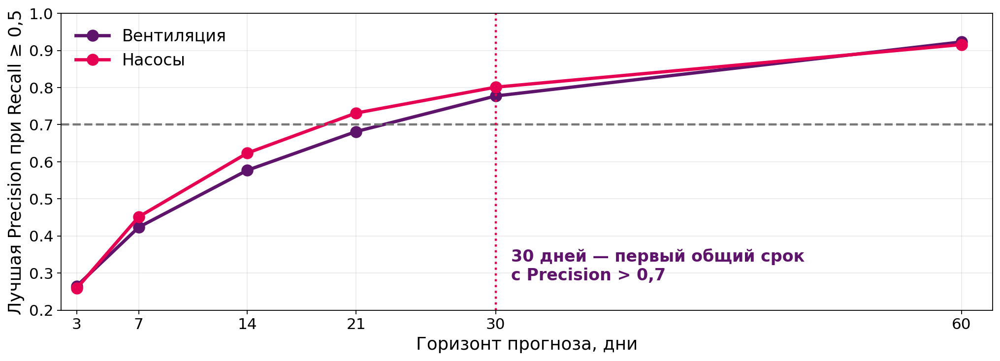 Лучшая Precision при Recall ≥ 0,5
1.0
0.9
0.8
0.7
0.6
0.5
0.4
0.3
0.2
Вентиляция
Насосы
30 дней — первый общий срок
с Precision > 0,7
3 7 14 21 30 60
Горизонт прогноза, дни